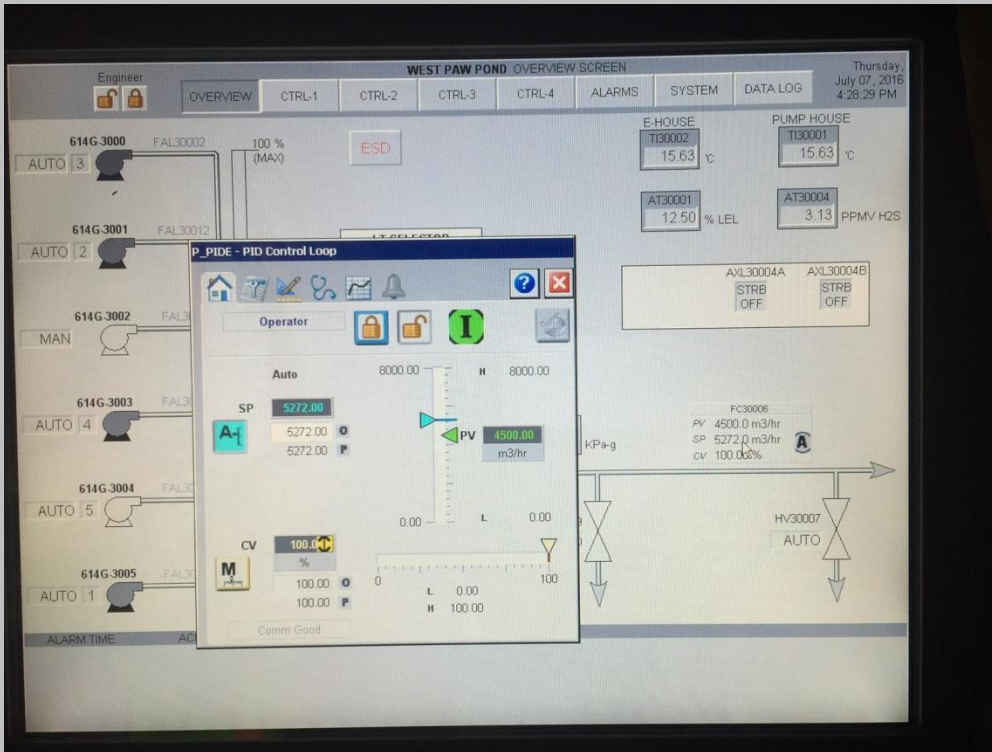 WEST PAW POND OVERVIEW SCREEN
Thursday,
July 07, 2016
4:28:29 PM
Engineer
OVERVIEW
CTRL-1
CTRL-2
CTRL-3
CTRL-4
ALARMS
SYSTEM
DATA LOG
614G-3000
FAL30002
AUTO 3
100 %
(MAX)
ESD
E-HOUSE
TI30002
15.63 °C
PUMP HOUSE
TI30001
15.63 °C
AT30001
12.50 % LEL
AT30004
3.13 PPMV H2S
614G-3001
FAL30012
AUTO 2
LT SELECTOR
AXL30004A
STRB
OFF
AXL30004B
STRB
OFF
614G-3002
MAN
614G-3003
AUTO 4
614G-3004
AUTO 5
614G-3005
AUTO 1
P_PIDE - PID Control Loop
?
Operator
I
Auto
SP 5272.00
A
5272.00 O
5272.00 P
8000.00
H 8000.00
PV 4500.00
m3/hr
0.00
L 0.00
CV
%
M
100.00 O
100.00 P
0
100
L 0.00
H 100.00
Comm Good
KPa-g
FC30006
PV 4500.0 m3/hr
SP 5272.0 m3/hr
CV
A
HV30007
AUTO
ALARM TIME